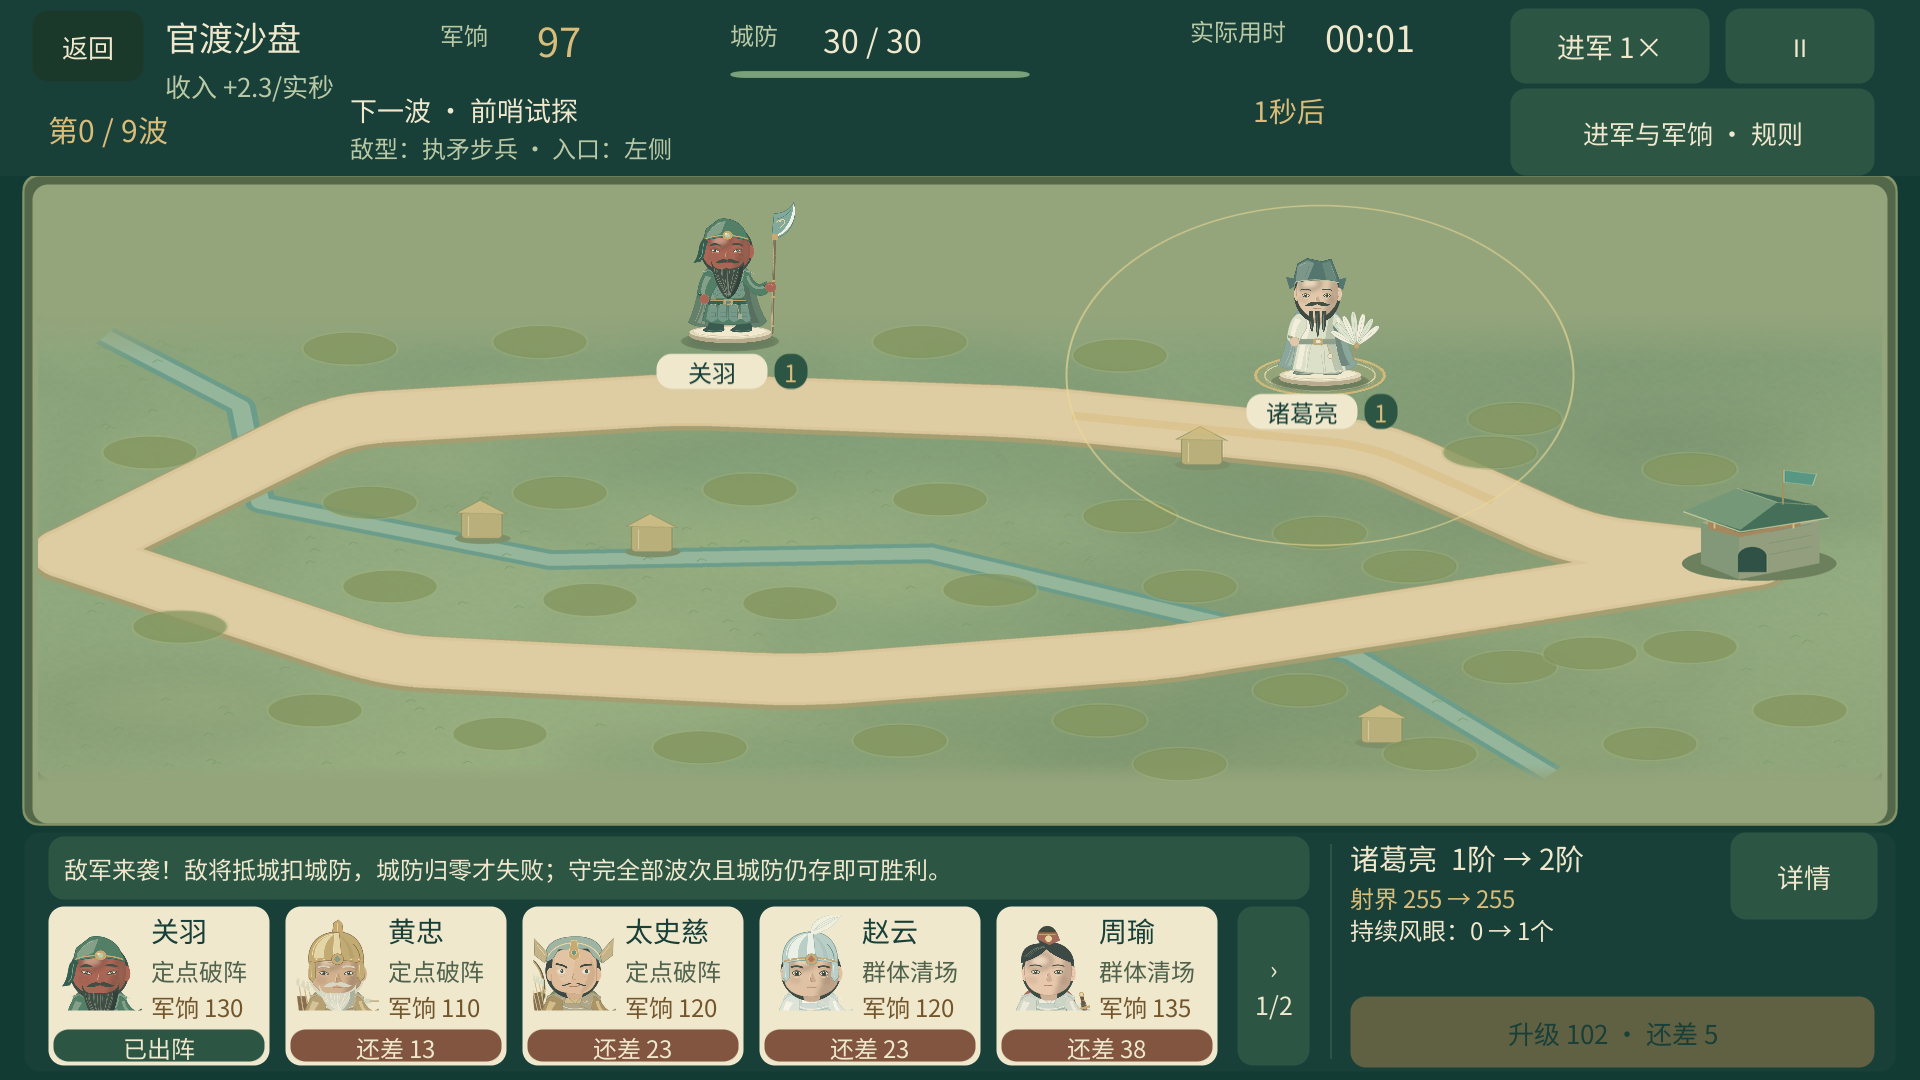 返回
官渡沙盘
收入 +2.3/实秒
军饷 97
城防 30 / 30
实际用时 00:01
进军 1×
II
第0 / 9波
下一波 · 前哨试探
敌型：执矛步兵 · 入口：左侧
1秒后
进军与军饷 · 规则
关羽 1
诸葛亮 1
敌军来袭！敌将抵城扣城防，城防归零才失败；守完全部波次且城防仍存即可胜利。
关羽
定点破阵
军饷 130
已出阵
黄忠
定点破阵
军饷 110
还差 13
太史慈
定点破阵
军饷 120
还差 23
赵云
群体清场
军饷 120
还差 23
周瑜
群体清场
军饷 135
还差 38
›
1/2
诸葛亮 1阶 → 2阶
射界 255 → 255
持续风眼：0 → 1个
详情
升级 102 · 还差 5